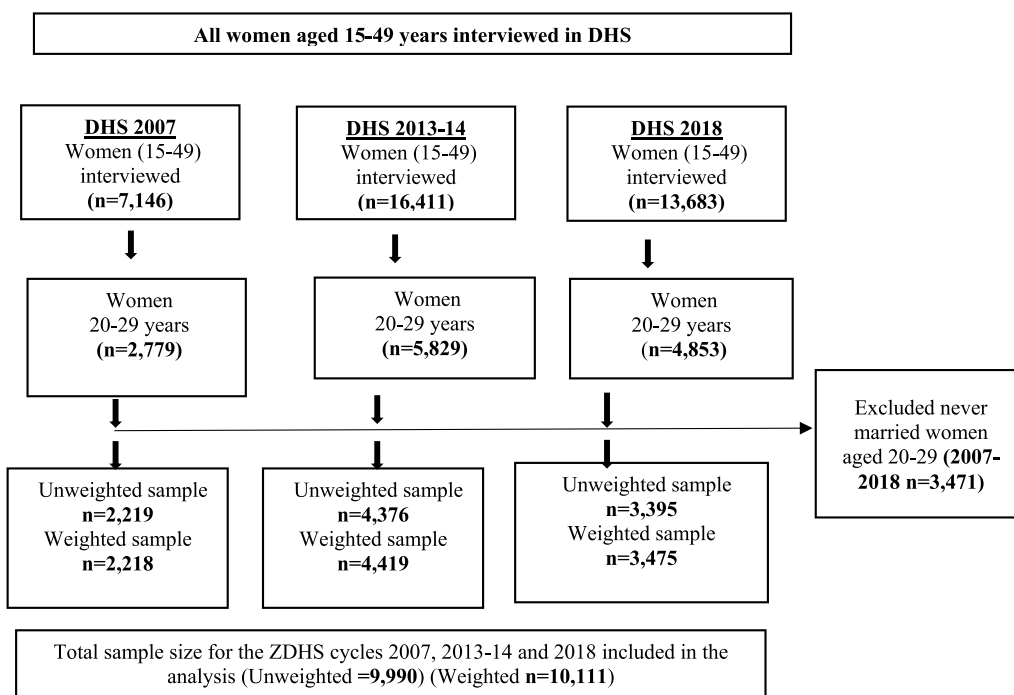 All women aged 15-49 years interviewed in DHS
DHS 2007
Women (15-49)
interviewed
(n=7,146)
DHS 2013-14
Women (15-49)
interviewed
(n=16,411)
DHS 2018
Women (15-49)
interviewed
(n=13,683)
Women
20-29 years
(n=2,779)
Women
20-29 years
(n=5,829)
Women
20-29 years
(n=4,853)
Excluded never
married women
aged 20-29 (2007-
2018 n=3,471)
Unweighted sample
n=2,219
Weighted sample
n=2,218
Unweighted sample
n=4,376
Weighted sample
n=4,419
Unweighted sample
n=3,395
Weighted sample
n=3,475
Total sample size for the ZDHS cycles 2007, 2013-14 and 2018 included in the
analysis (Unweighted =9,990) (Weighted n=10,111)